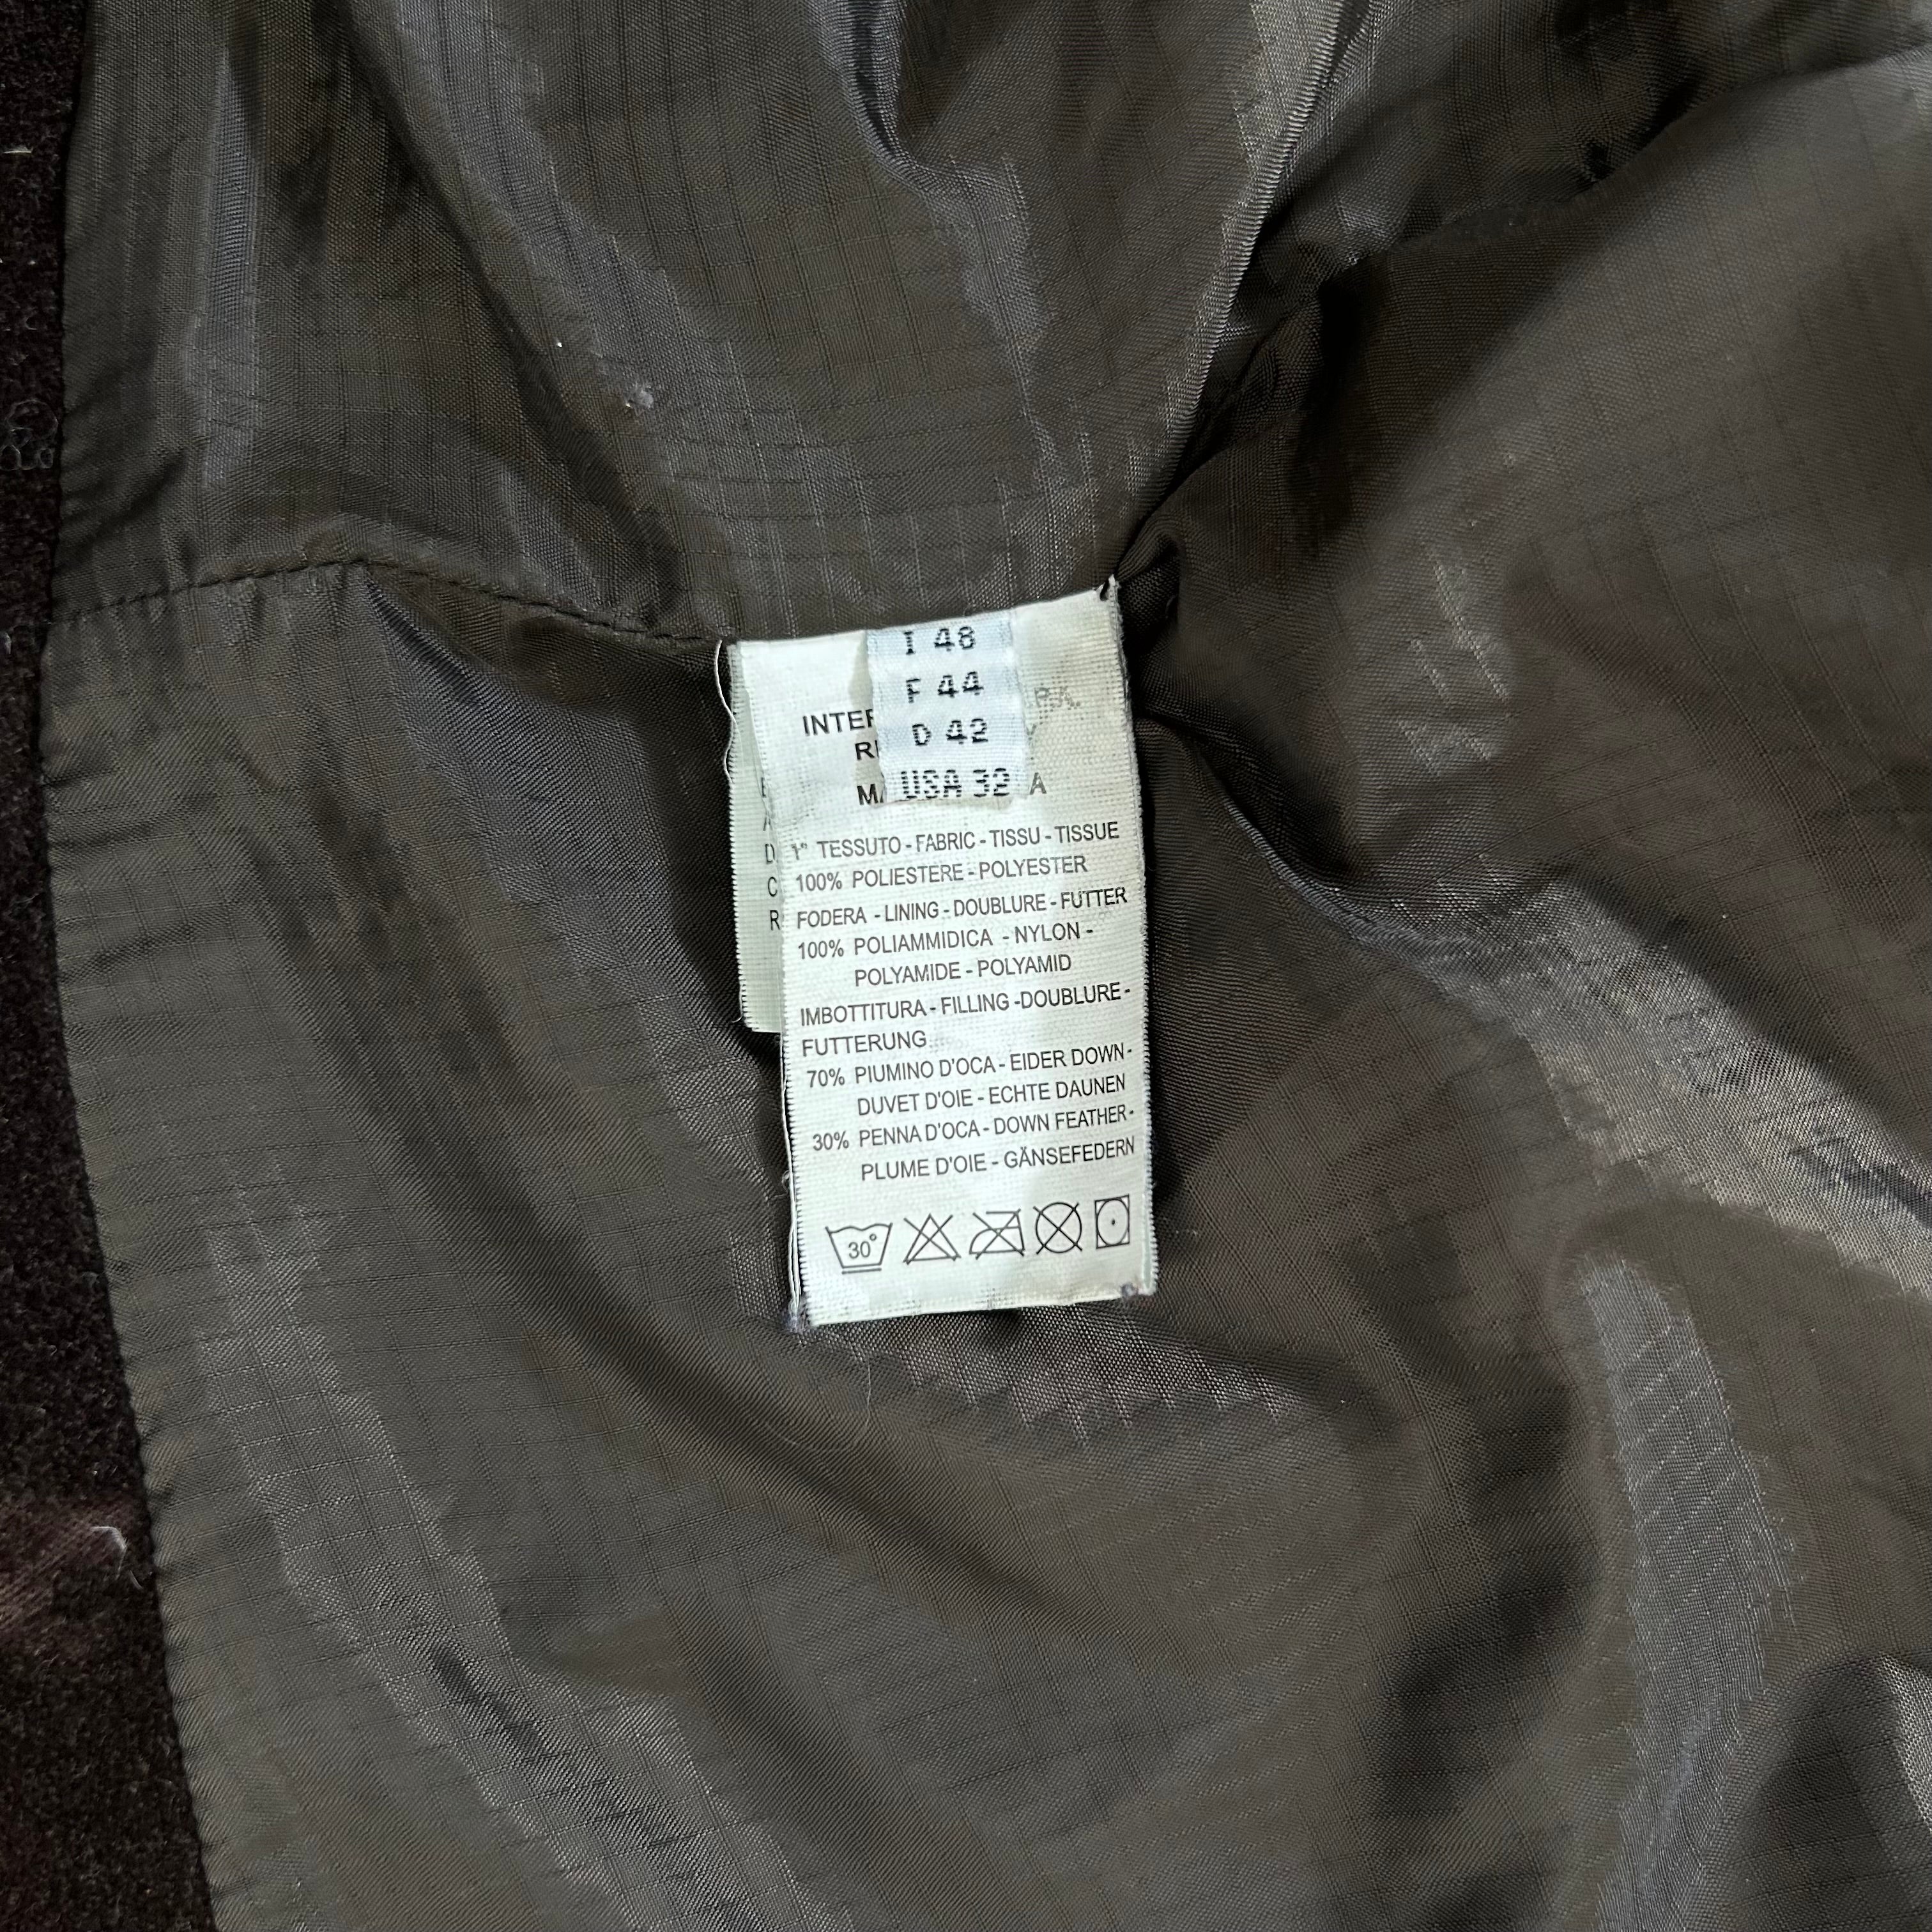 I 48
F 44
D 42
USA 32
1° TESSUTO - FABRIC - TISSU - TISSUE
100% POLIESTERE - POLYESTER
FODERA - LINING - DOUBLURE - FUTTER
100% POLIAMMIDICA - NYLON -
POLYAMIDE - POLYAMID
IMBOTTITURA - FILLING -DOUBLURE -
FUTTERUNG
70% PIUMINO D'OCA - EIDER DOWN-
DUVET D'OIE - ECHTE DAUNEN
30% PENNA D'OCA - DOWN FEATHER-
PLUME D'OIE - GÄNSEFEDERN
30°